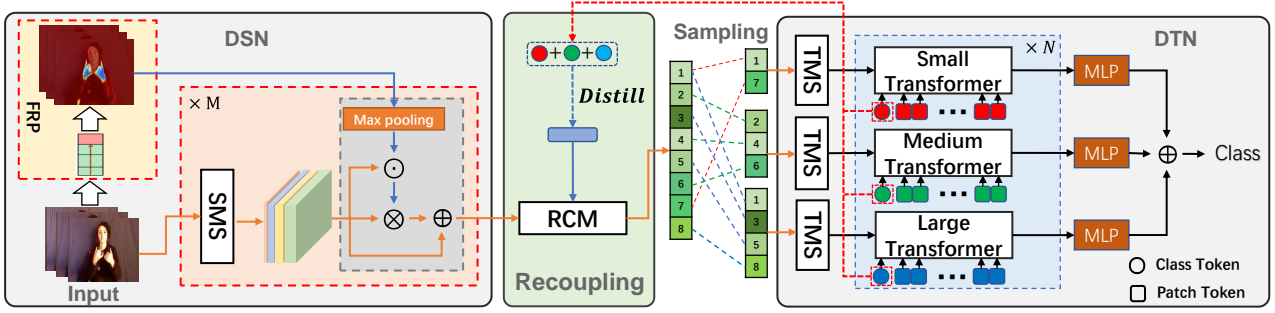 DSN
FRP
Input
× M
Max pooling
SMS
Distill
RCM
Recoupling
Sampling
1
2
3
4
5
6
7
8
1
7
2
4
6
1
3
5
8
DTN
TMS
TMS
TMS
× N
Small
Transformer
Medium
Transformer
Large
Transformer
MLP
MLP
MLP
Class
Class Token
Patch Token